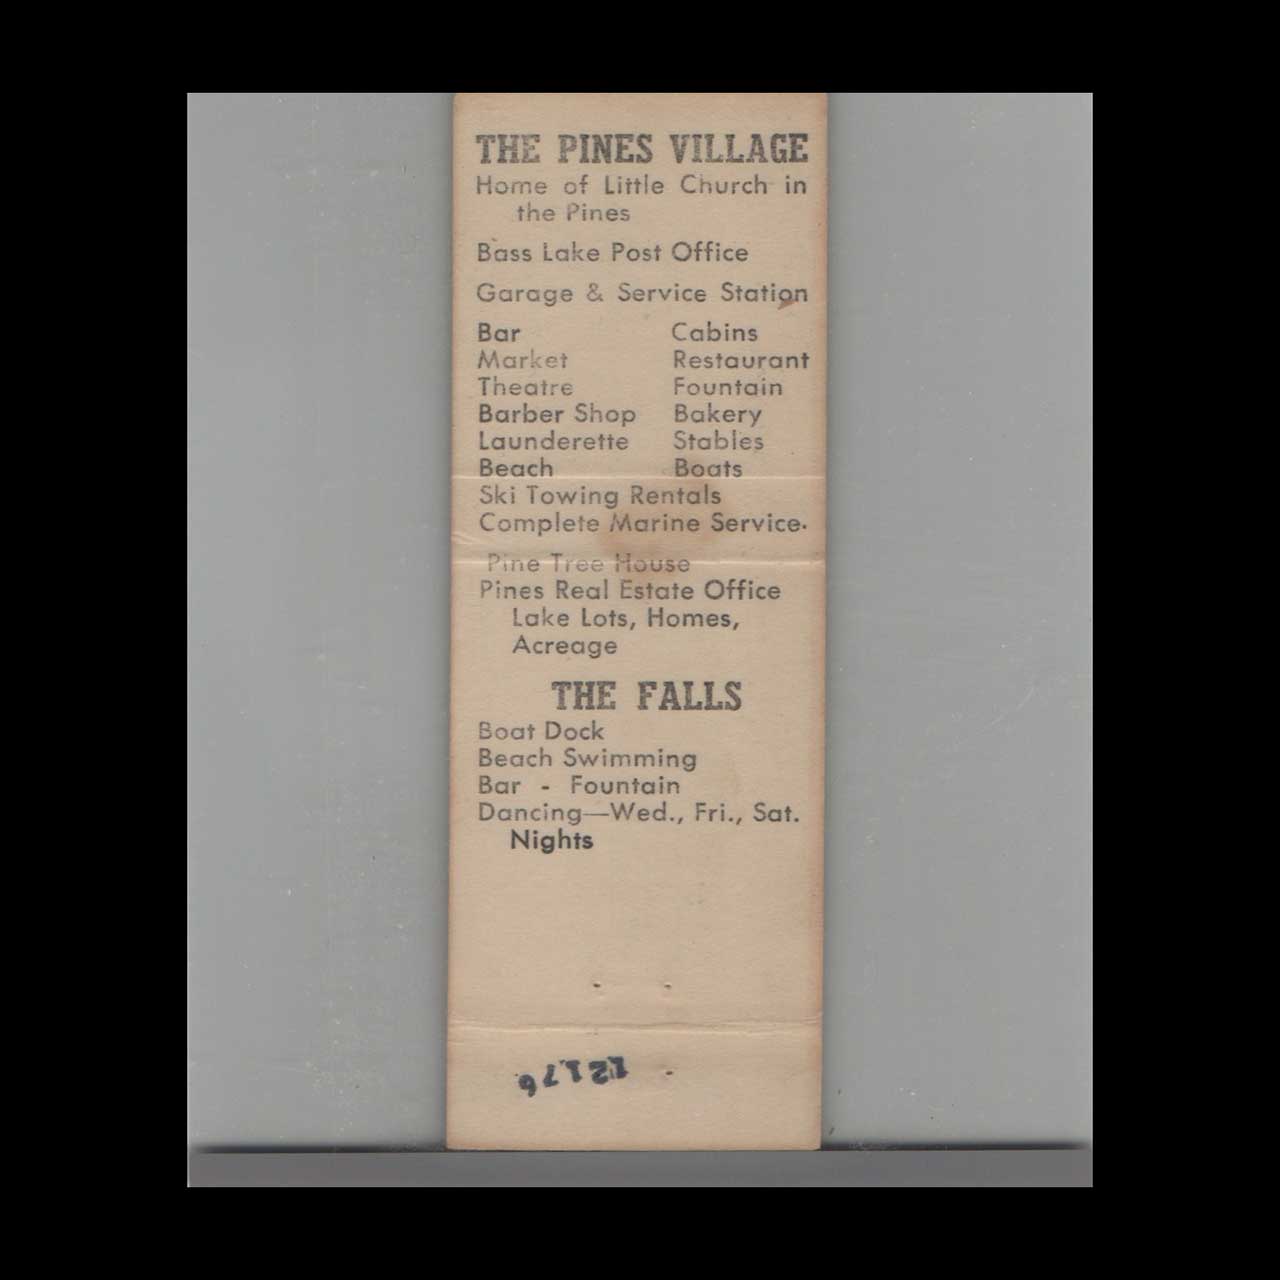 THE PINES VILLAGE
Home of Little Church in
the Pines
Bass Lake Post Office
Garage & Service Station
Bar Cabins
Market Restaurant
Theatre Fountain
Barber Shop Bakery
Launderette Stables
Beach Boats
Ski Towing Rentals
Complete Marine Service.
Pine Tree House
Pines Real Estate Office
Lake Lots, Homes,
Acreage
THE FALLS
Boat Dock
Beach Swimming
Bar - Fountain
Dancing—Wed., Fri., Sat.
Nights
12176